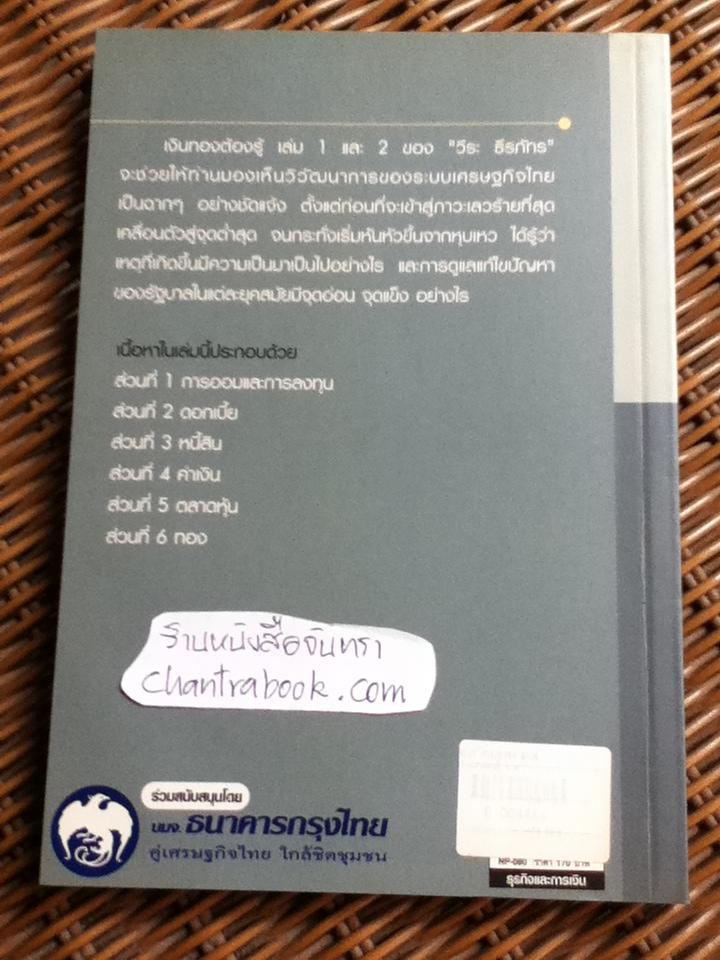 เงินทองต้องรู้ เล่ม 1 และ 2 ของ "วีระ ธีรภัทร"
จะช่วยให้ท่านมองเห็นวิวัฒนาการของระบบเศรษฐกิจไทย
เป็นฉากๆ อย่างชัดแจ้ง ตั้งแต่ก่อนที่จะเข้าสู่ภาวะเลวร้ายที่สุด
เคลื่อนตัวสู่จุดต่ำสุด จนกระทั่งเริ่มหันหัวขึ้นจากหุบเหว ได้รู้ว่า
เหตุที่เกิดขึ้นมีความเป็นมาเป็นไปอย่างไร และการดูแลแก้ไขปัญหา
ของรัฐบาลในแต่ละยุคสมัยมีจุดอ่อน จุดแข็ง อย่างไร
เนื้อหาในเล่มนี้ประกอบด้วย
ส่วนที่ 1 การออมและการลงทุน
ส่วนที่ 2 ดอกเบี้ย
ส่วนที่ 3 หนี้สิน
ส่วนที่ 4 ค่าเงิน
ส่วนที่ 5 ตลาดหุ้น
ส่วนที่ 6 ทอง
ร้านหนังสือจันทรา
chantrabook.com
ร่วมสนับสนุนโดย
บมจ. ธนาคารกรุงไทย
คู่เศรษฐกิจไทย ใกล้ชิดชุมชน
ราคา 170 บาท
ธุรกิจและการเงิน